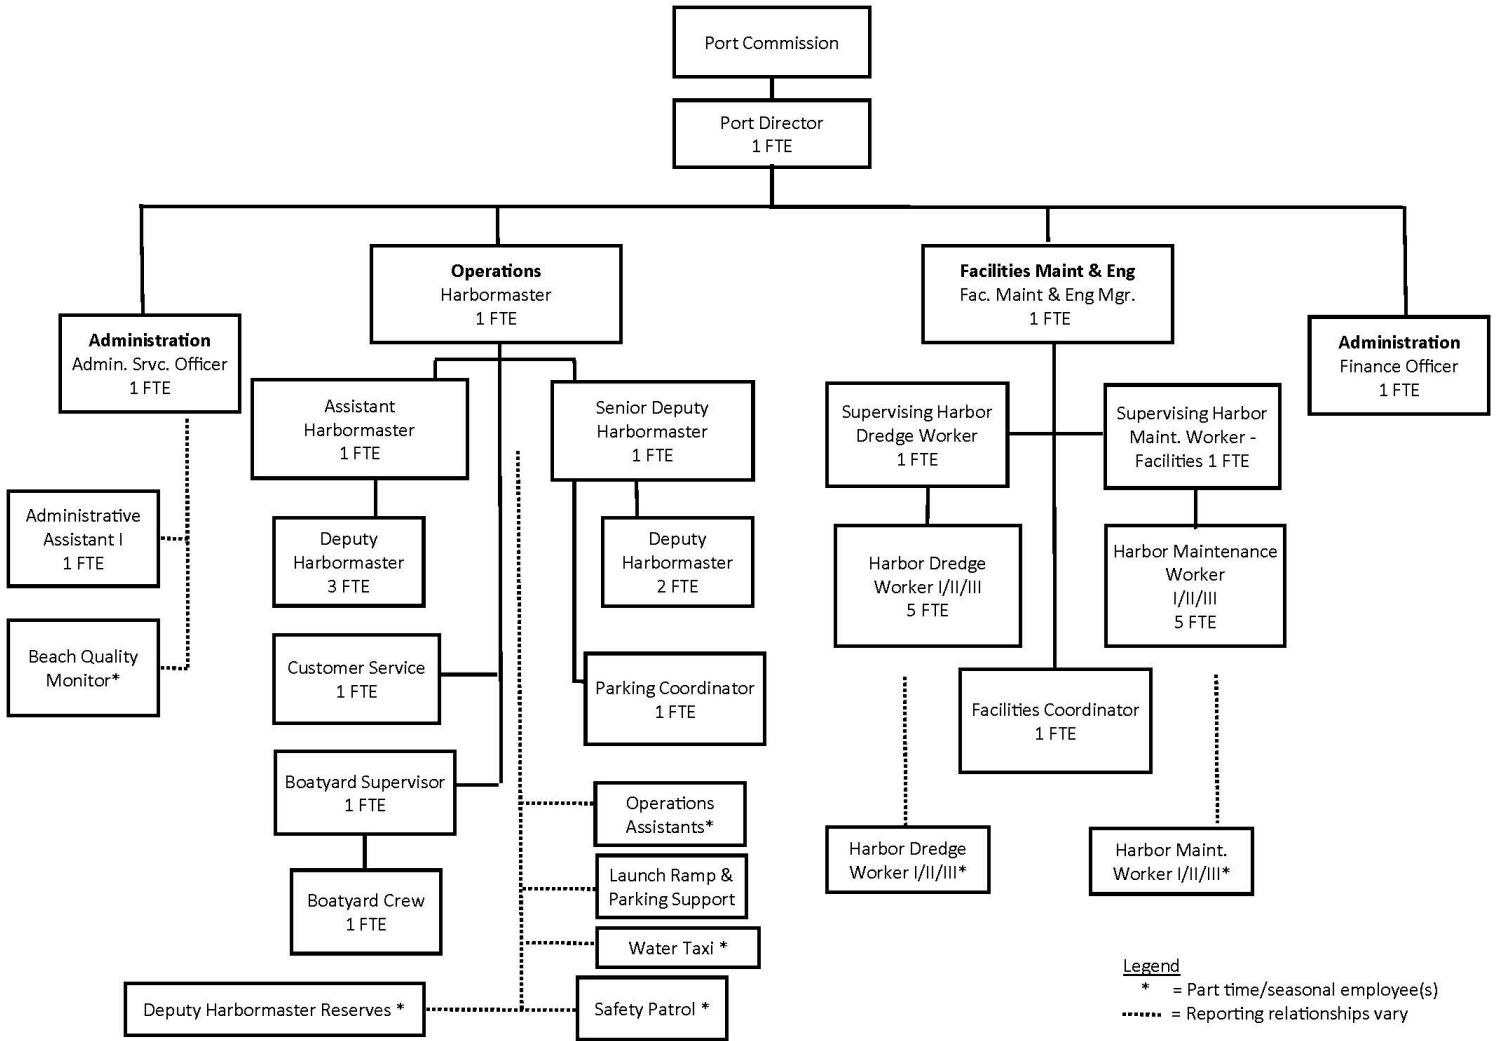 Port Commission
Port Director
1 FTE
Operations
Harbormaster
1 FTE
Facilities Maint & Eng
Fac. Maint & Eng Mgr.
1 FTE
Administration
Admin. Srvc. Officer
1 FTE
Administration
Finance Officer
1 FTE
Assistant
Harbormaster
1 FTE
Senior Deputy
Harbormaster
1 FTE
Supervising Harbor
Dredge Worker
1 FTE
Supervising Harbor
Maint. Worker -
Facilities 1 FTE
Administrative
Assistant I
1 FTE
Deputy
Harbormaster
3 FTE
Deputy
Harbormaster
2 FTE
Harbor Dredge
Worker I/II/III
5 FTE
Harbor Maintenance
Worker
I/II/III
5 FTE
Beach Quality
Monitor*
Customer Service
1 FTE
Parking Coordinator
1 FTE
Facilities Coordinator
1 FTE
Boatyard Supervisor
1 FTE
Operations
Assistants*
Harbor Dredge
Worker I/II/III*
Harbor Maint.
Worker I/II/III*
Boatyard Crew
1 FTE
Launch Ramp &
Parking Support
Water Taxi *
Deputy Harbormaster Reserves *
Safety Patrol *
Legend
* = Part time/seasonal employee(s)
= Reporting relationships vary